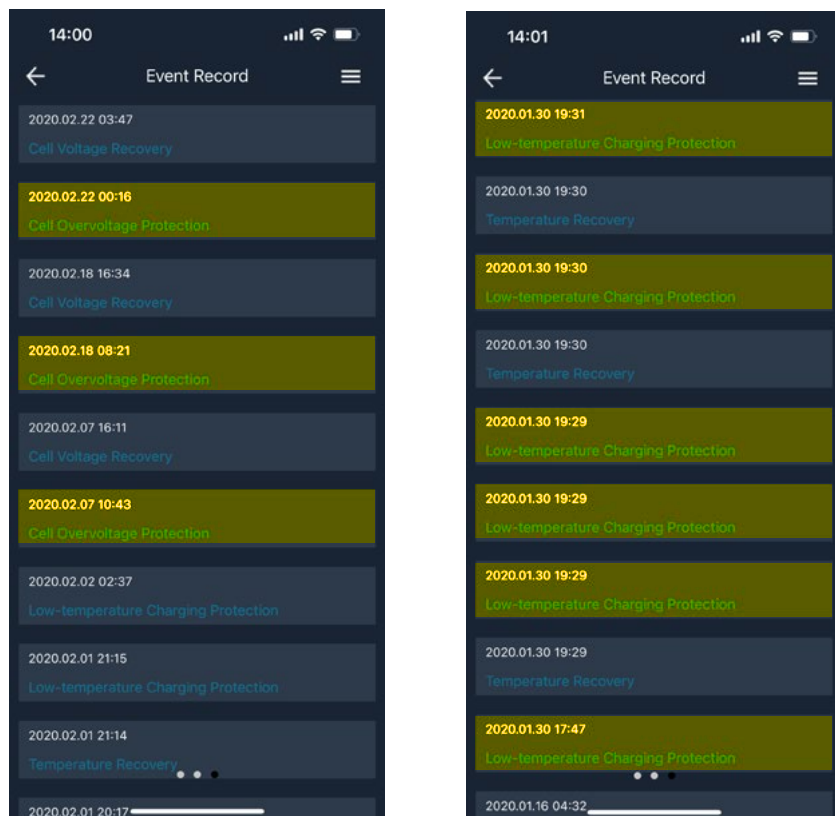 14:00
Event Record
2020.02.22 03:47
Cell Voltage Recovery
2020.02.22 00:16
Cell Overvoltage Protection
2020.02.18 16:34
Cell Voltage Recovery
2020.02.18 08:21
Cell Overvoltage Protection
2020.02.07 16:11
Cell Voltage Recovery
2020.02.07 10:43
Cell Overvoltage Protection
2020.02.02 02:37
Low-temperature Charging Protection
2020.02.01 21:15
Low-temperature Charging Protection
2020.02.01 21:14
Temperature Recovery
2020.02.01 20:17
14:01
Event Record
2020.01.30 19:31
Low-temperature Charging Protection
2020.01.30 19:30
Temperature Recovery
2020.01.30 19:30
Low-temperature Charging Protection
2020.01.30 19:30
Temperature Recovery
2020.01.30 19:29
Low-temperature Charging Protection
2020.01.30 19:29
Low-temperature Charging Protection
2020.01.30 19:29
Low-temperature Charging Protection
2020.01.30 19:29
Temperature Recovery
2020.01.30 17:47
Low-temperature Charging Protection
2020.01.16 04:32